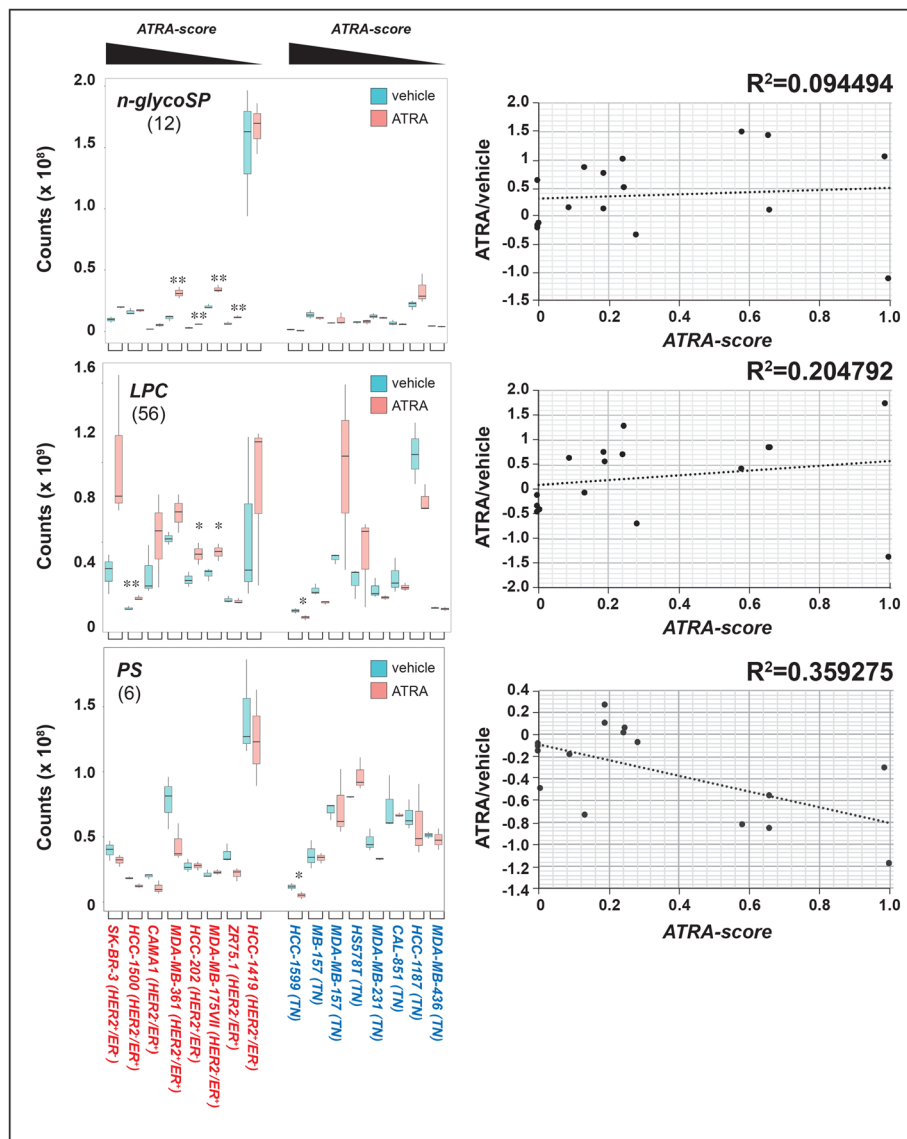 ATRA-score
ATRA-score
n-glycoSP
(12)
vehicle
ATRA
Counts (x 10⁸)
2.0
1.5
1.0
0.5
0
**
**
**
**
R²=0.094494
ATRA/vehicle
2.0
1.5
1
0.5
0
-0.5
-1.0
-1.5
0
0.2
0.4
0.6
0.8
1.0
ATRA-score
LPC
(56)
vehicle
ATRA
Counts (x 10⁹)
1.6
1.2
0.8
0.4
0
**
*
*
*
R²=0.204792
ATRA/vehicle
2.0
1.5
1
0.5
0
-0.5
-1.0
-1.5
-2.0
0
0.2
0.4
0.6
0.8
1.0
ATRA-score
PS
(6)
vehicle
ATRA
Counts (x 10⁸)
1.5
1.0
0.5
0
*
R²=0.359275
ATRA/vehicle
0.4
0.2
0
-0.2
-0.4
-0.6
-0.8
-1.0
-1.2
-1.4
0
0.2
0.4
0.6
0.8
1.0
ATRA-score
SK-BR-3 (HER2⁺/ER⁻)
HCC-1500 (HER2⁻/ER⁺)
CAMA1 (HER2⁻/ER⁺)
MDA-MB-361 (HER2⁺/ER⁺)
HCC-202 (HER2⁺/ER⁻)
MDA-MB-175VII (HER2⁻/ER⁺)
ZR75.1 (HER2⁻/ER⁺)
HCC-1419 (HER2⁺/ER⁻)
HCC-1599 (TN)
MB-157 (TN)
MDA-MB-157 (TN)
HS578T (TN)
MDA-MB-231 (TN)
CAL-851 (TN)
HCC-1187 (TN)
MDA-MB-436 (TN)